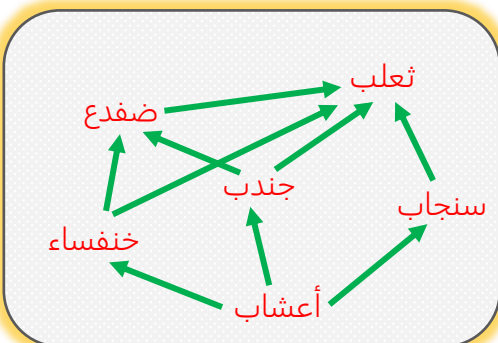 ثعلب
ضفدع
جندب
سنجاب
خنفساء
أعشاب